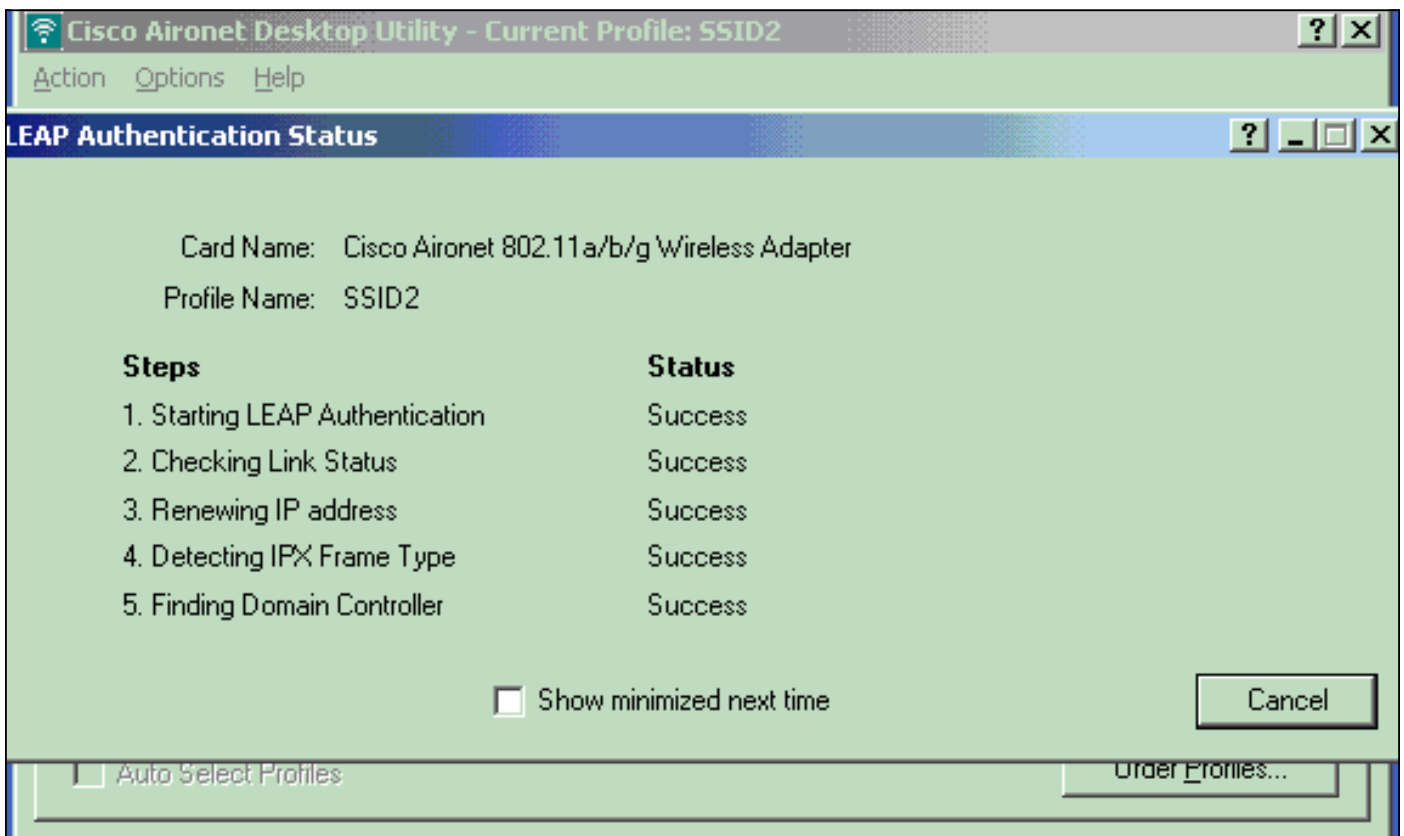 Cisco Aironet Desktop Utility - Current Profile: SSID2
Action Options Help
LEAP Authentication Status
Card Name: Cisco Aironet 802.11a/b/g Wireless Adapter
Profile Name: SSID2
Steps Status
1. Starting LEAP Authentication Success
2. Checking Link Status Success
3. Renewing IP address Success
4. Detecting IPX Frame Type Success
5. Finding Domain Controller Success
Show minimized next time Cancel
Auto Select Profiles Order Profiles...